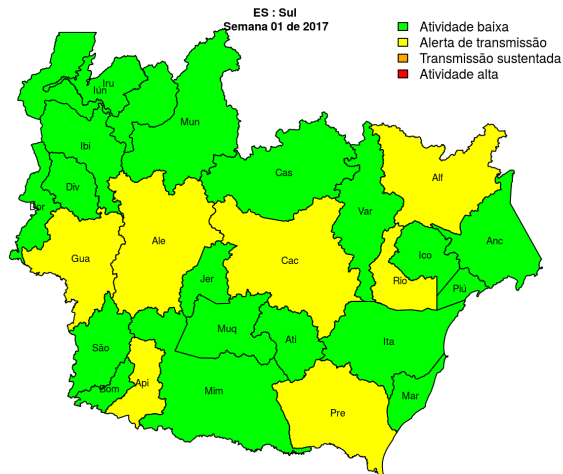 ES : Sul
Semana 01 de 2017
Atividade baixa
Alerta de transmissão
Transmissão sustentada
Atividade alta
Iru
Iún
Mun
Ibi
Cas
Alf
Div
Dor
Var
Anc
Ale
Gua
Cac
Ico
Jer
Rio
Piú
Muq
Ati
Ita
São
Api
Bom
Mim
Mar
Pre